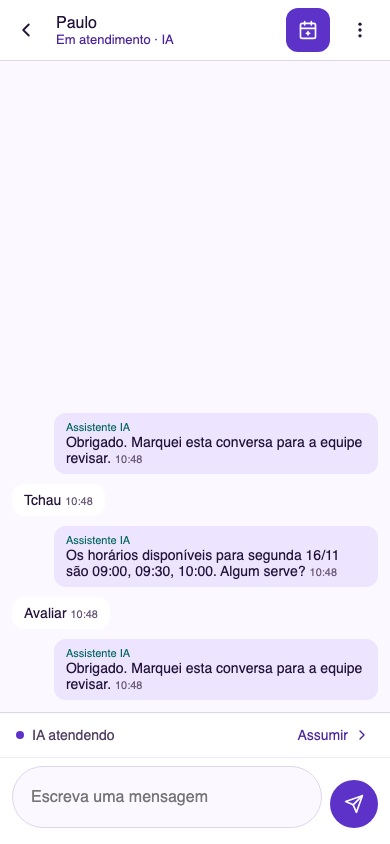 Paulo
Em atendimento · IA
Assistente IA
Obrigado. Marquei esta conversa para a equipe
revisar. 10:48
Tchau 10:48
Assistente IA
Os horários disponíveis para segunda 16/11
são 09:00, 09:30, 10:00. Algum serve? 10:48
Avaliar 10:48
Assistente IA
Obrigado. Marquei esta conversa para a equipe
revisar. 10:48
IA atendendo
Assumir
Escreva uma mensagem